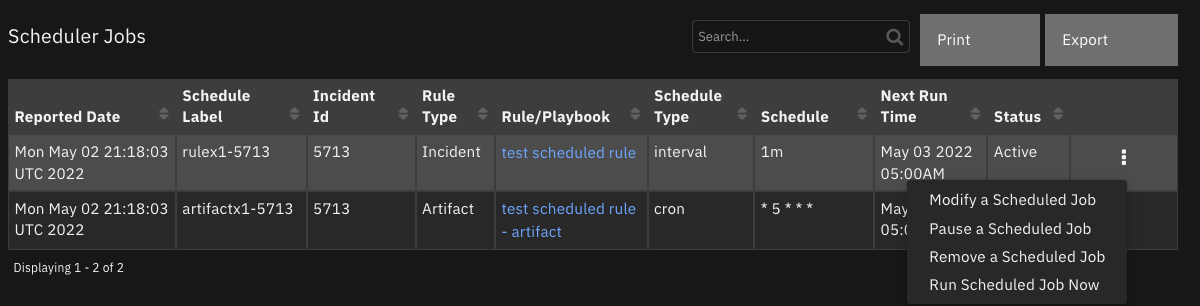 Scheduler Jobs
Search...
Print
Export
Reported Date
Schedule
Label
Incident
Id
Rule
Type
Rule/Playbook
Schedule
Type
Schedule
Next Run
Time
Status
Mon May 02 21:18:03
UTC 2022
rulex1-5713
5713
Incident
test scheduled rule
interval
1m
May 03 2022
05:00AM
Active
Mon May 02 21:18:03
UTC 2022
artifactx1-5713
5713
Artifact
test scheduled rule
- artifact
cron
* 5 * * *
May
05:0
Modify a Scheduled Job
Pause a Scheduled Job
Remove a Scheduled Job
Run Scheduled Job Now
Displaying 1 - 2 of 2